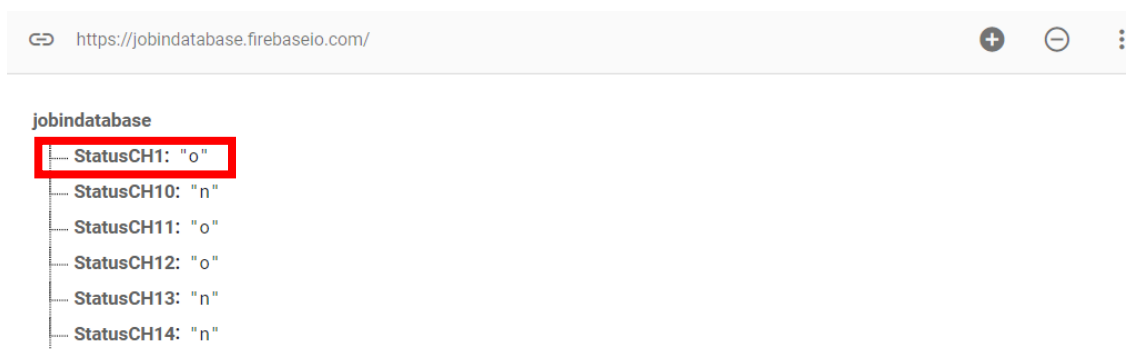 https://jobindatabase.firebaseio.com/
jobindatabase
StatusCH1: "o"
StatusCH10: "n"
StatusCH11: "o"
StatusCH12: "o"
StatusCH13: "n"
StatusCH14: "n"